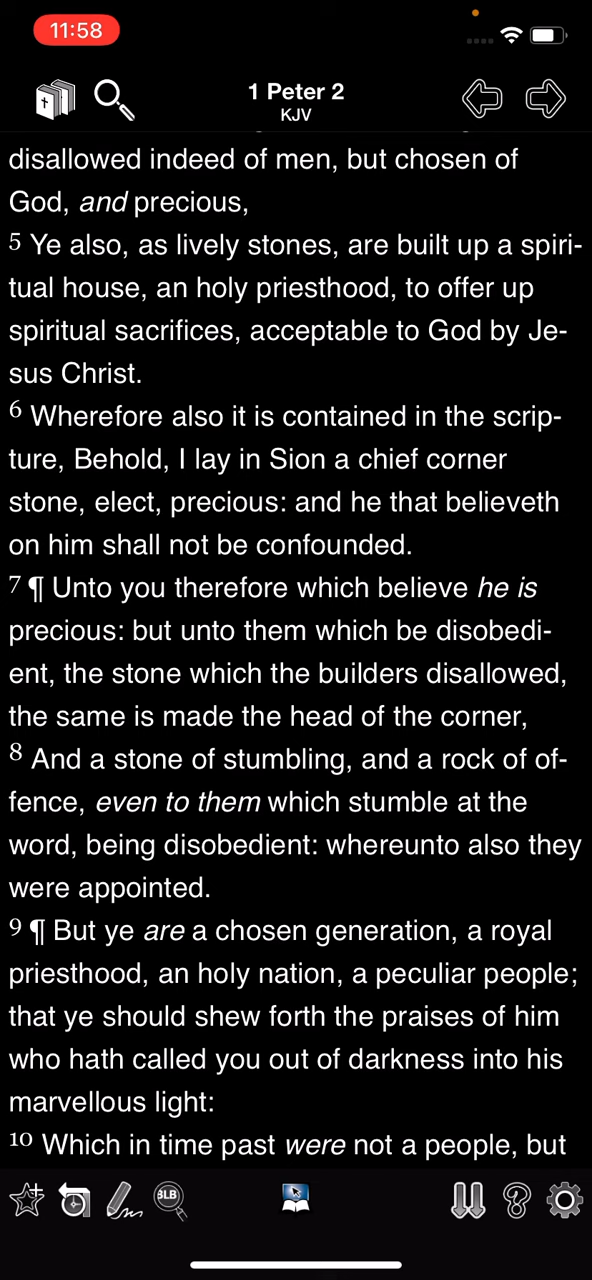 11:58
1 Peter 2
KJV
disallowed indeed of men, but chosen of
God, and precious,
5 Ye also, as lively stones, are built up a spiri-
tual house, an holy priesthood, to offer up
spiritual sacrifices, acceptable to God by Je-
sus Christ.
6 Wherefore also it is contained in the scrip-
ture, Behold, I lay in Sion a chief corner
stone, elect, precious: and he that believeth
on him shall not be confounded.
7 ¶ Unto you therefore which believe he is
precious: but unto them which be disobedi-
ent, the stone which the builders disallowed,
the same is made the head of the corner,
8 And a stone of stumbling, and a rock of of-
fence, even to them which stumble at the
word, being disobedient: whereunto also they
were appointed.
9 ¶ But ye are a chosen generation, a royal
priesthood, an holy nation, a peculiar people;
that ye should shew forth the praises of him
who hath called you out of darkness into his
marvellous light:
10 Which in time past were not a people, but
BLB